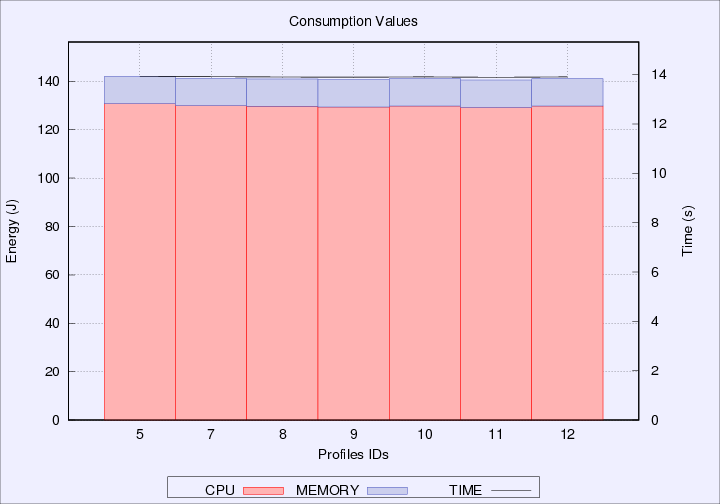 Consumption Values
140
120
100
80
60
40
20
0
Energy (J)
14
12
10
8
6
4
2
0
Time (s)
5 7 8 9 10 11 12
Profiles IDs
CPU MEMORY TIME